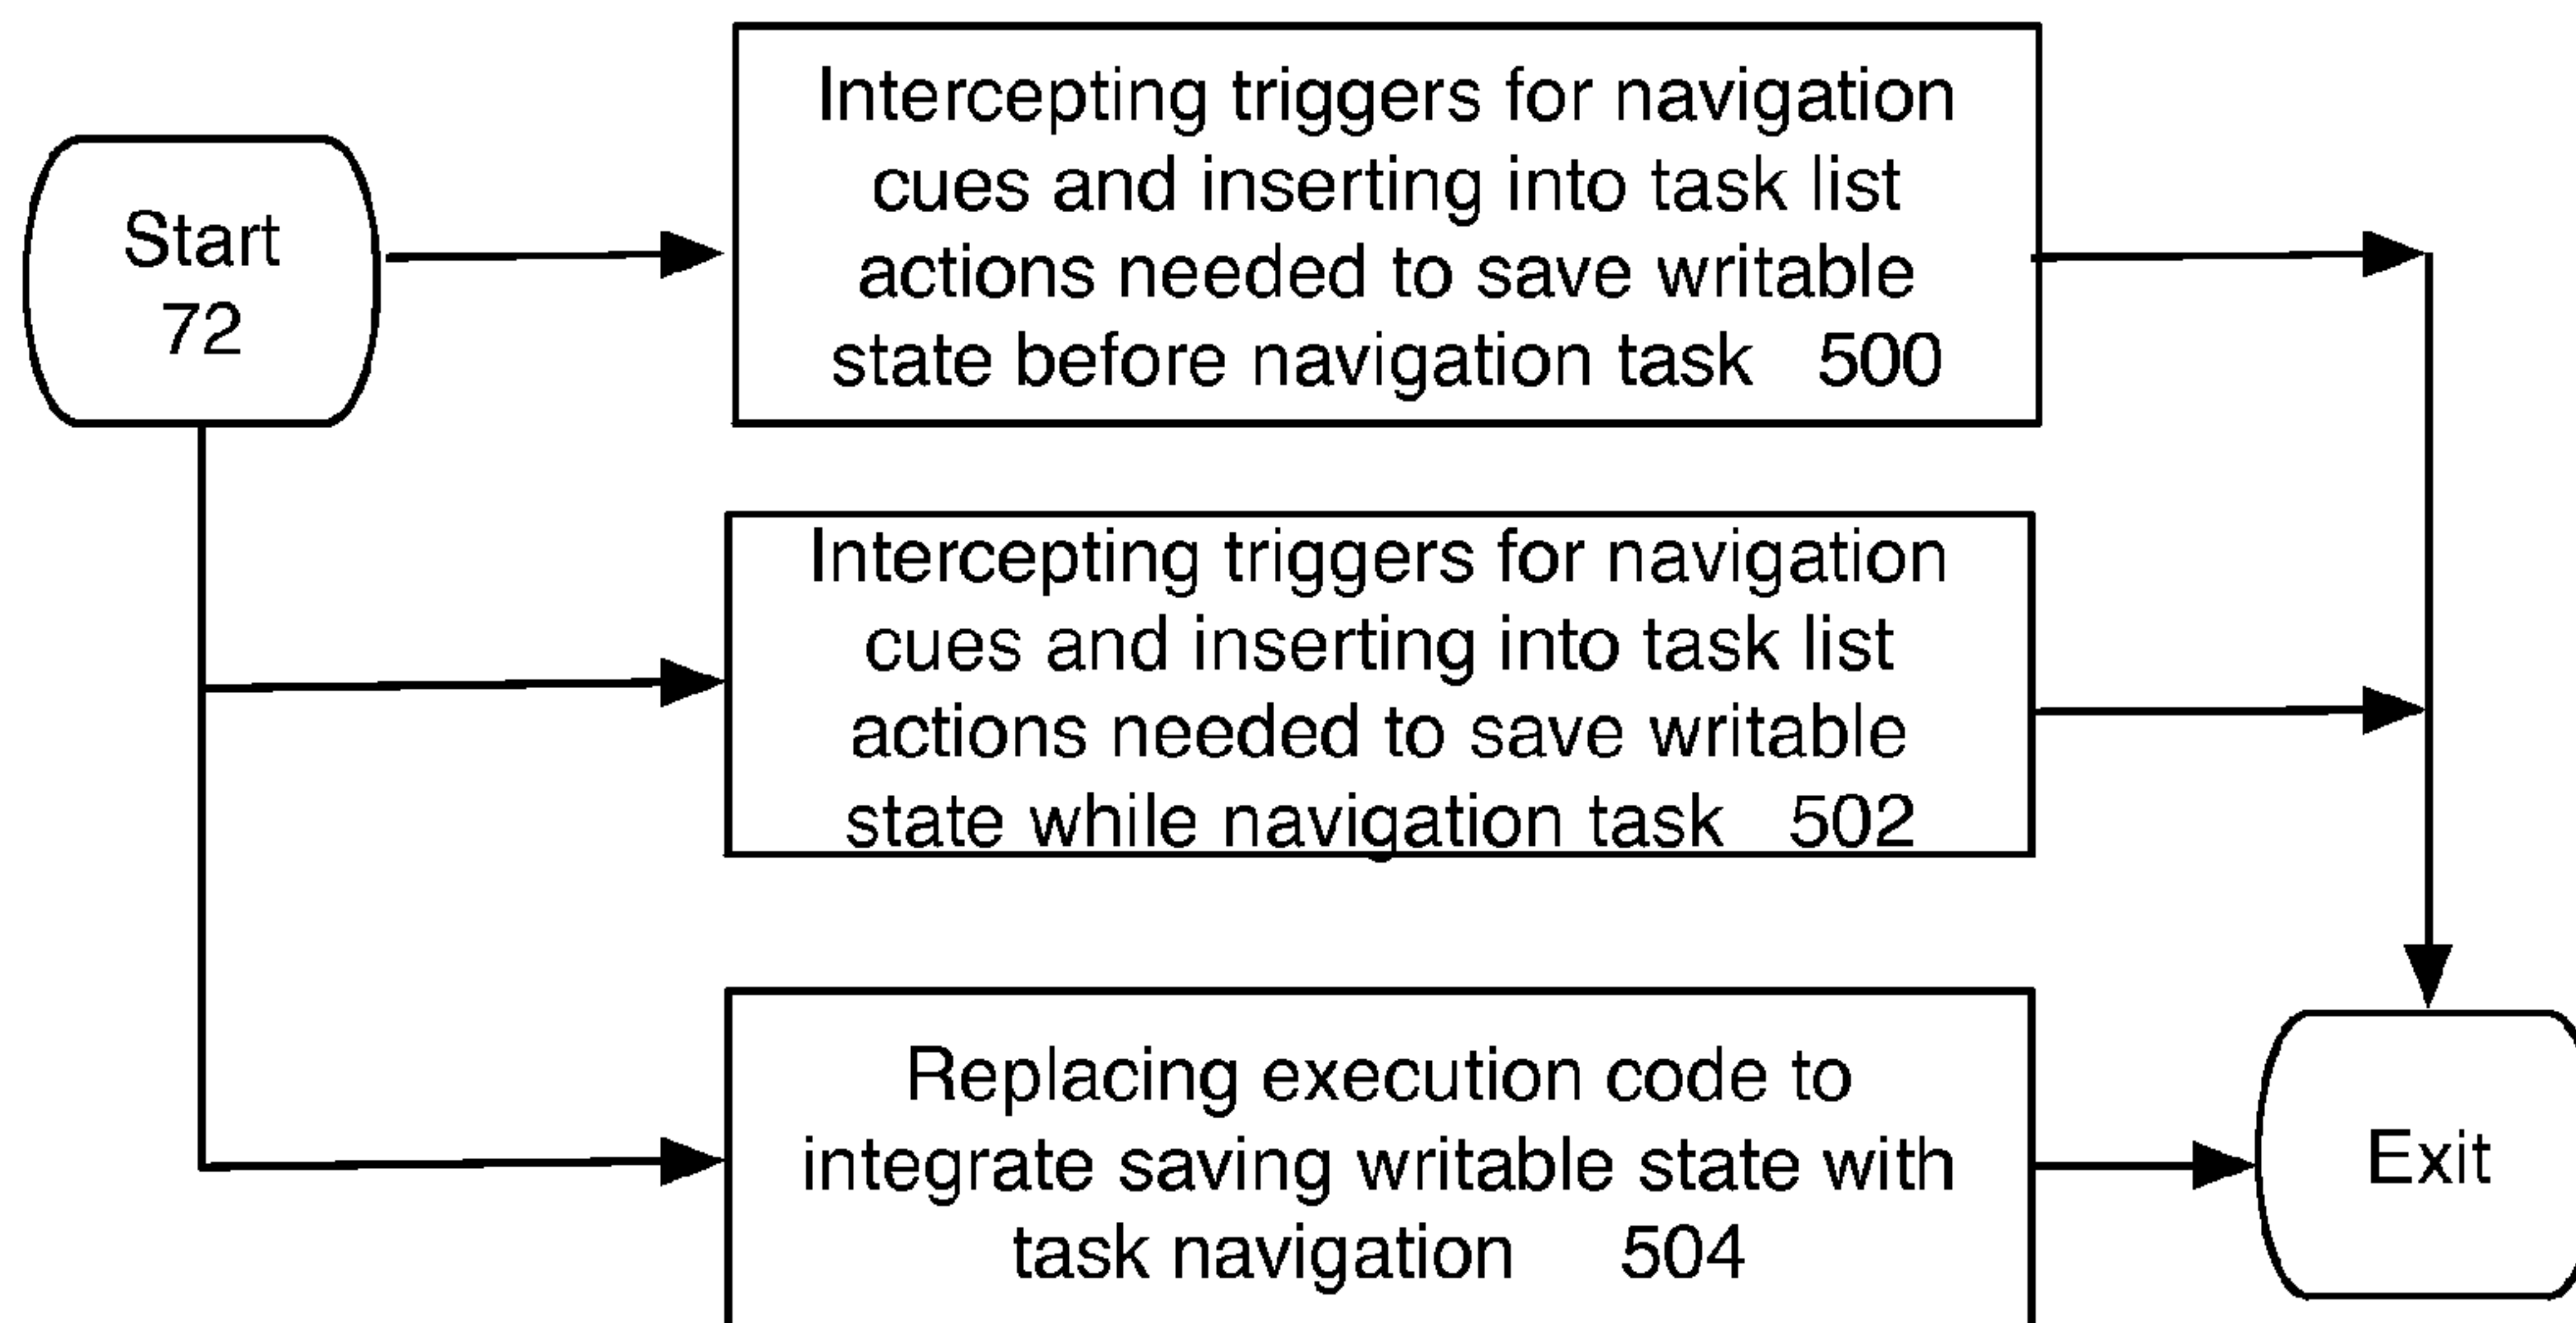 Start
72
Intercepting triggers for navigation
cues and inserting into task list
actions needed to save writable
state before navigation task 500
Intercepting triggers for navigation
cues and inserting into task list
actions needed to save writable
state while navigation task 502
Replacing execution code to
integrate saving writable state with
task navigation 504
Exit